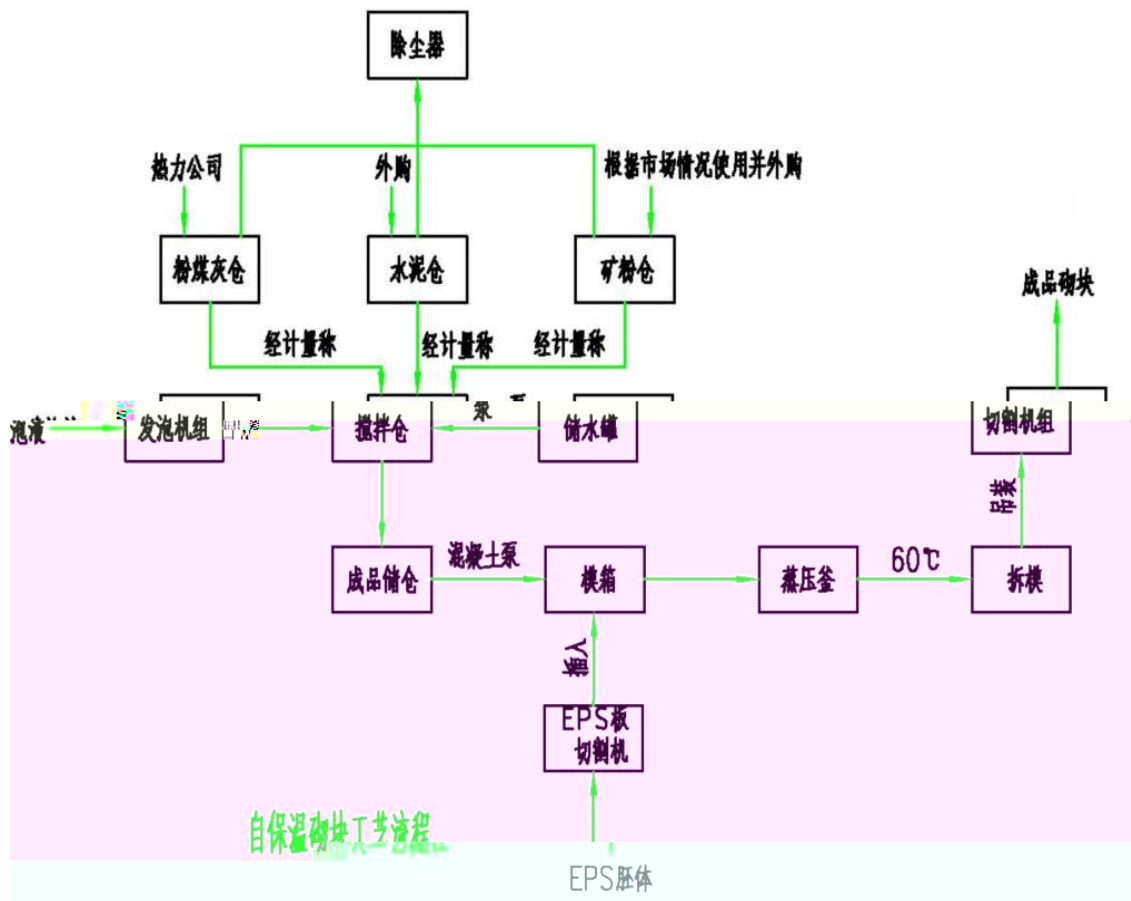 除尘器
热力公司
外购
根据市场情况使用并外购
粉煤灰仓
水泥仓
矿粉仓
成品砌块
经计量称
经计量称
经计量称
泵
泡液
发泡机组
搅拌仓
储水罐
切割机组
吊装
成品储仓
混凝土泵
模箱
蒸压釜
60℃
拆模
插入
EPS板
切割机
自保温砌块工艺流程
EPS胚体